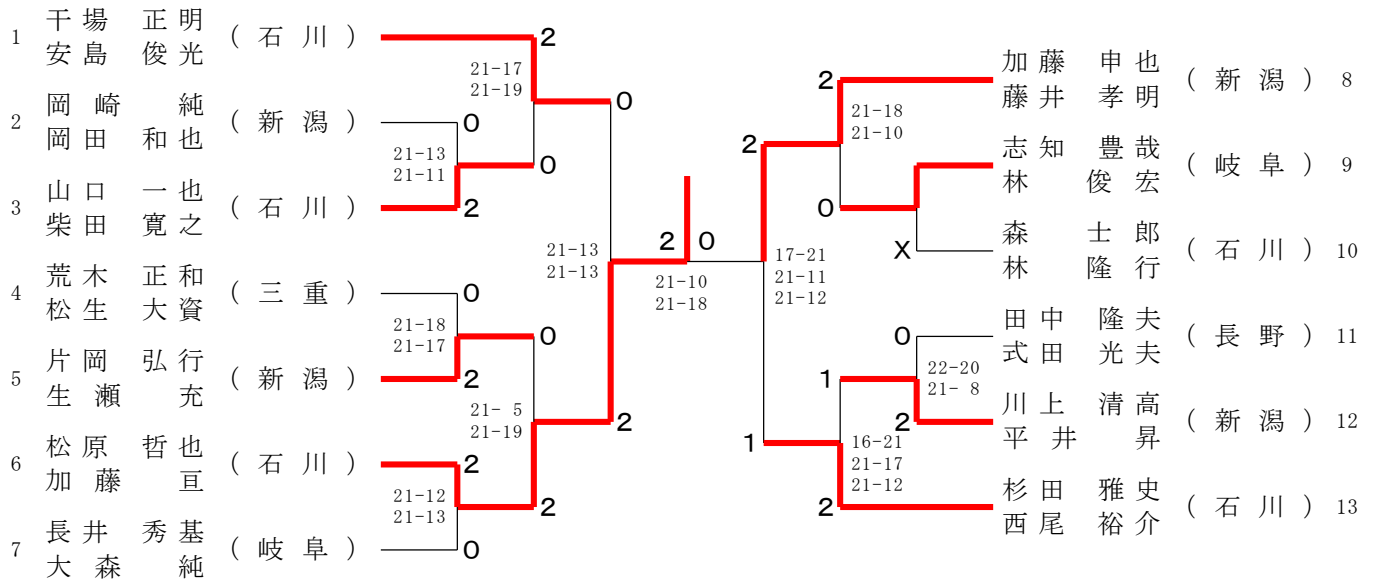 1 干場 正明 (石川)
安島 俊光
2
21-17
21-19
0
2 岡崎 純 (新潟)
岡田 和也
0
21-13
21-11
0
3 山口 一也 (石川)
柴田 寛之
2
21-13
21-13
4 荒木 正和 (三重)
松生 大資
0
21-18
21-17
0
5 片岡 弘行 (新潟)
生瀬 充
2
21- 5
21-19
2
6 松原 哲也 (石川)
加藤 亘
2
21-12
21-13
2
7 長井 秀基 (岐阜)
大森 純
0
2 0
21-10
21-18
加藤 申也 (新潟) 8
藤井 孝明
2
21-18
21-10
2
志知 豊哉 (岐阜) 9
林 俊宏
0
森 士郎 (石川) 10
林 隆行
X
17-21
21-11
21-12
田中 隆夫 (長野) 11
式田 光夫
0
22-20
21- 8
1
川上 清高 (新潟) 12
平井 昇
2
1
16-21
21-17
21-12
杉田 雅史 (石川) 13
西尾 裕介
2